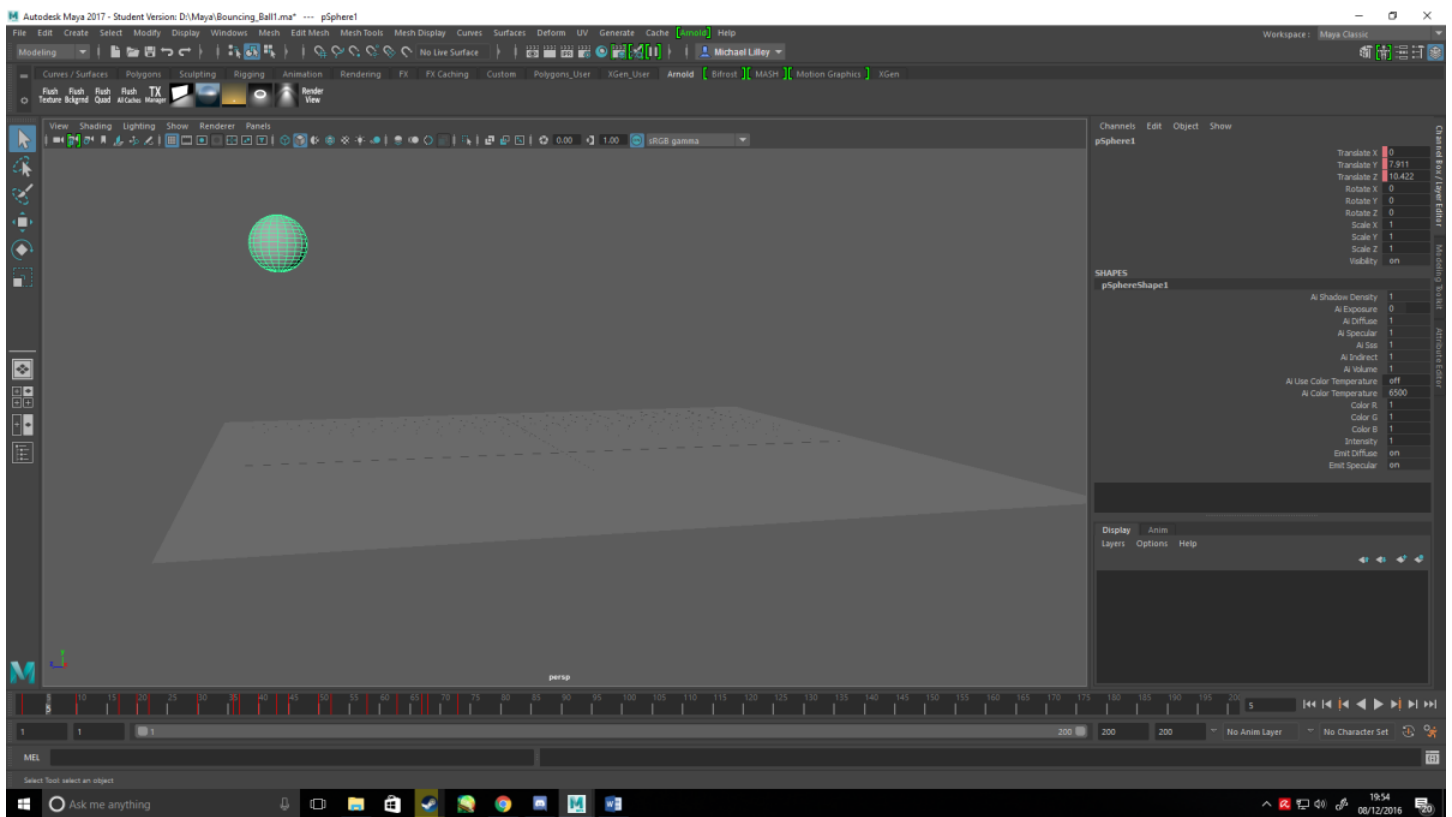 Autodesk Maya 2017 - Student Version: D:\Maya\Bouncing_Ball1.ma* --- pSphere1
File Edit Create Select Modify Display Windows Mesh Edit Mesh Mesh Tools Mesh Display Curves Surfaces Deform UV Generate Cache [Arnold] Help
Workspace : Maya Classic
Modeling No Live Surface Michael Lilley
Curves / Surfaces Polygons Sculpting Rigging Animation Rendering FX FX Caching Custom Polygons_User XGen_User Arnold [ Bifrost ][ MASH ][ Motion Graphics ] XGen
Flush Flush Flush Flush TX Render
Texture Bckgrnd Quad All Caches Manager View
View Shading Lighting Show Renderer Panels
0.00 1.00 sRGB gamma
Channels Edit Object Show
pSphere1
Translate X 0
Translate Y 7.911
Translate Z 10.422
Rotate X 0
Rotate Y 0
Rotate Z 0
Scale X 1
Scale Y 1
Scale Z 1
Visibility on
SHAPES
pSphereShape1
Ai Shadow Density 1
Ai Exposure 0
Ai Diffuse 1
Ai Specular 1
Ai Sss 1
Ai Indirect 1
Ai Volume 1
Ai Use Color Temperature off
Ai Color Temperature 6500
Color R 1
Color G 1
Color B 1
Intensity 1
Emit Diffuse on
Emit Specular on
Channel Box / Layer Editor
Modeling Toolkit
Attribute Editor
Display Anim
Layers Options Help
y
z
persp
5 10 15 20 25 30 35 40 45 50 55 60 65 70 75 80 85 90 95 100 105 110 115 120 125 130 135 140 145 150 155 160 165 170 175 180 185 190 195 200
5 5
1 1 1 200 200 200 No Anim Layer No Character Set
MEL
Select Tool: select an object
Ask me anything
19:54
08/12/2016
20